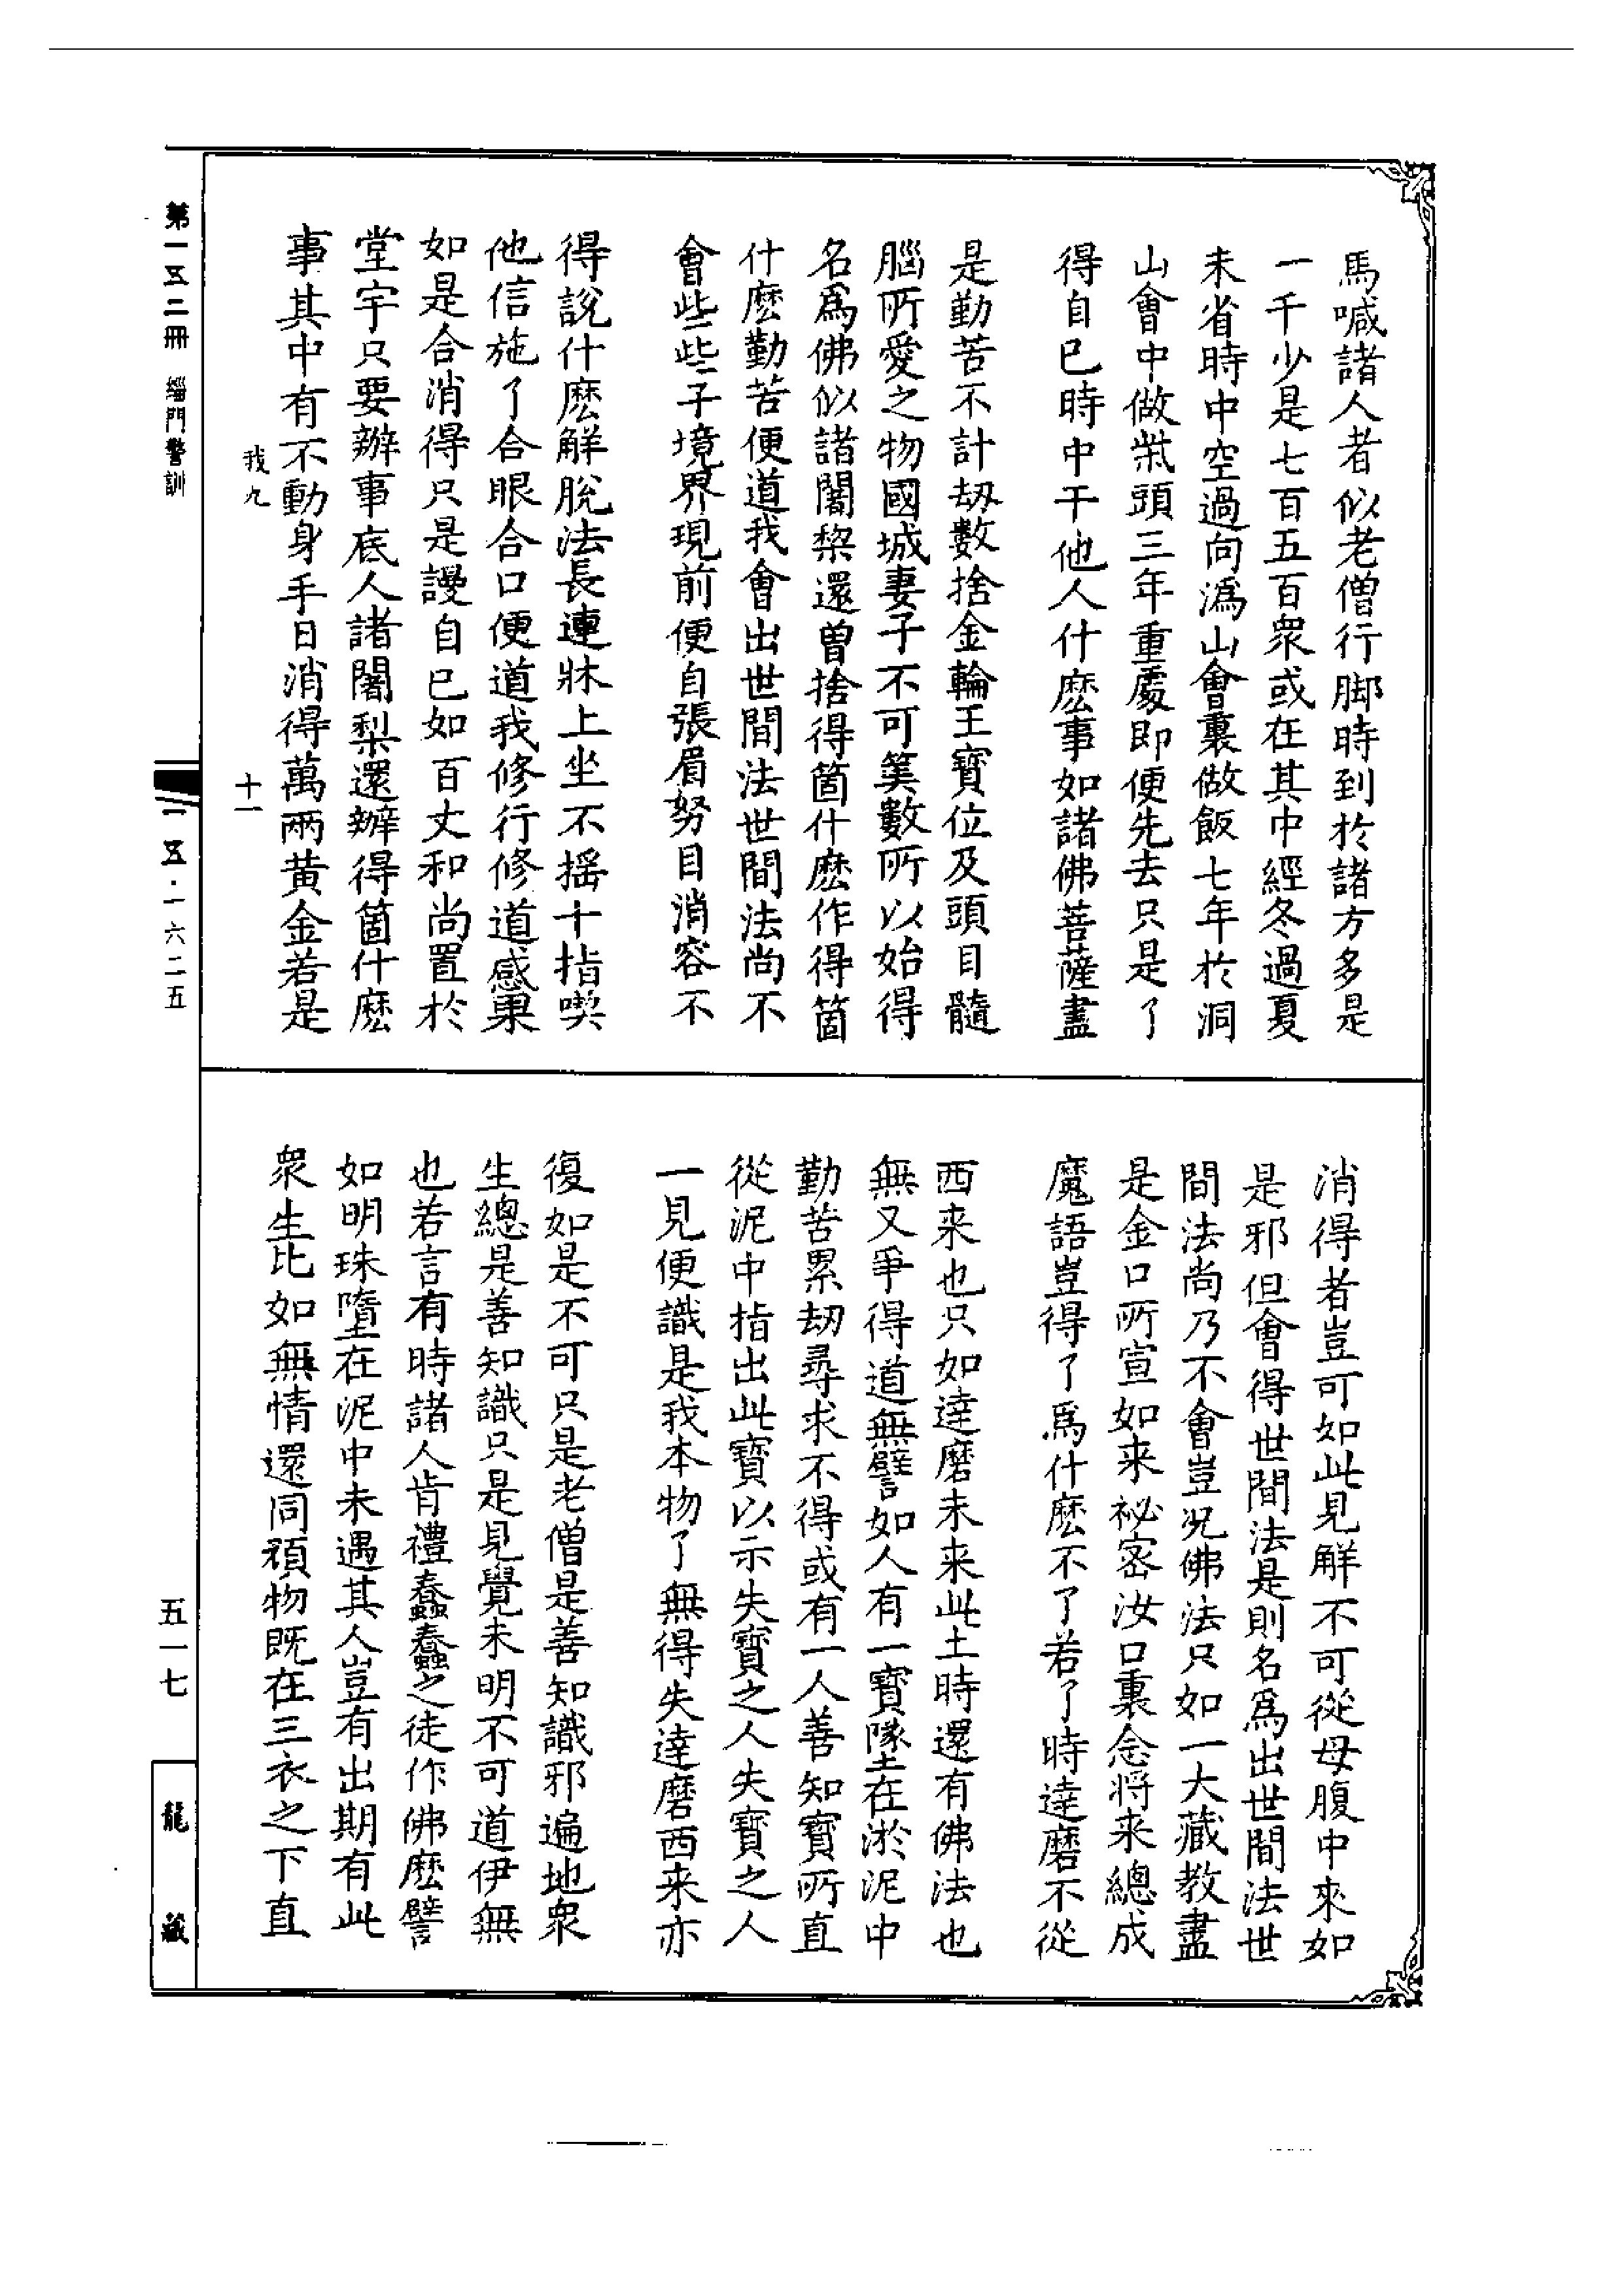 馬喊諸人者似老僧行脚時到於諸方多是
一千少是七百五百衆或在其中經冬過夏
未省時中空過向溈山會裏做飯七年於洞
山會中做柴頭三年重處即便先去只是了
得自已時中干他人什麽事如諸佛菩薩盡
是勤苦不計刼數捨金輪王寶位及頭目髓
腦所愛之物國城妻子不可筭數所以始得
名爲佛似諸闍梨還曾捨得箇什麽作得箇
什麽勤苦便道我會出世間法世間法尚不
會些些子境界現前便自張眉努目消容不
得說什麽解脫法長連牀上坐不摇十指喫
他信施了合眼合口便道我修行修道感果
如是合消得只是謾自已如百丈和尚置於
堂宇只要辦事底人諸闍梨還辦得箇什麽
事其中有不動身手日消得萬兩黄金若是
我九
十一
消得者豈可如此見解不可從母腹中來如
是邪但會得世間法是則名爲出世間法世
間法尚乃不會豈況佛法只如一大藏教盡
是金口所宣如来祕密汝口裏念將来總成
魔語豈得了爲什麽不了若了時達磨不從
西来也只如達磨未来此土時還有佛法也
無又爭得道無譬如人有一寶墜在淤泥中
勤苦累刼尋求不得或有一人善知寶所直
從泥中指出此寶以示失寶之人失寶之人
一見便識是我本物了無得失達磨西来亦
復如是不可只是老僧是善知識邪遍地衆
生總是善知識只是見覺未明不可道伊無
也若言有時諸人肯禮蠢蠢之徒作佛麽譬
如明珠墮在泥中未遇其人豈有出期有此
衆生比如無情還同頑物既在三衣之下直
第一五二冊 緇門警訓
一五·一六二五
五一七
龍藏